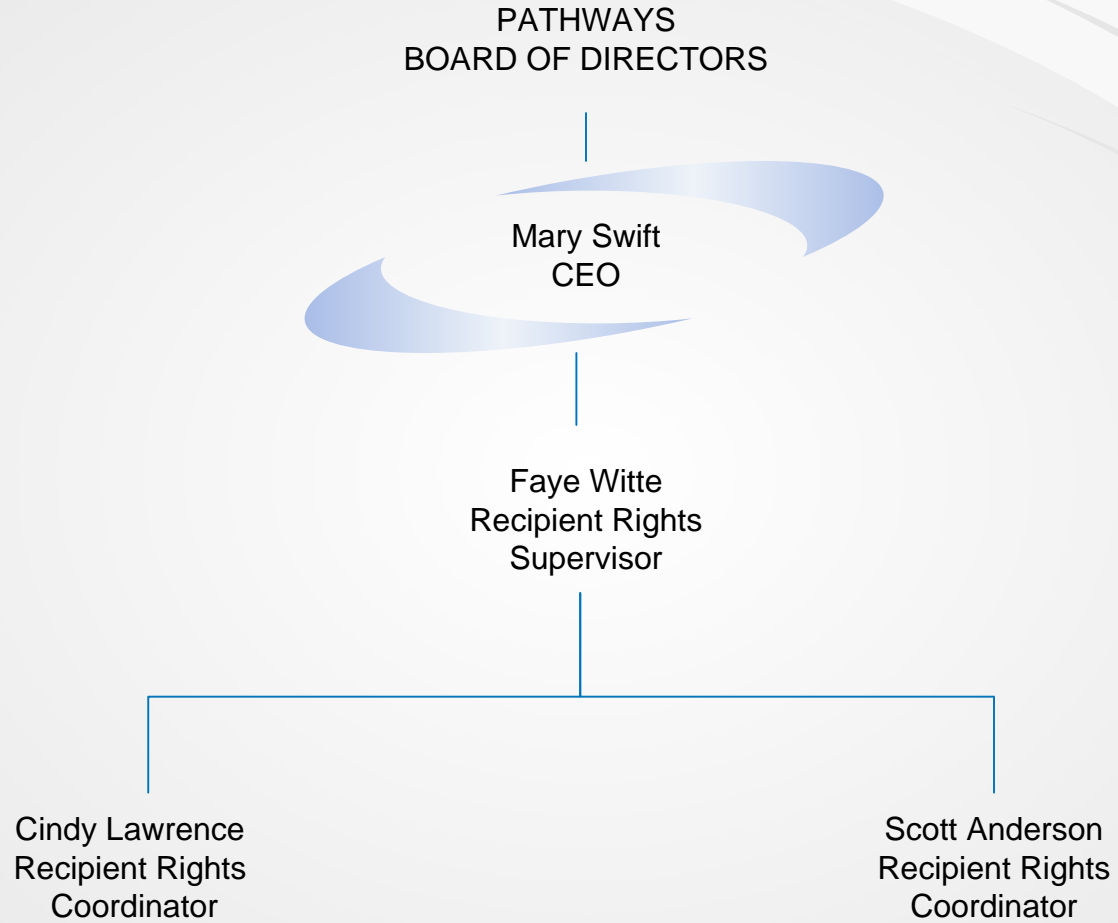 PATHWAYS
BOARD OF DIRECTORS
Mary Swift
CEO
Faye Witte
Recipient Rights
Supervisor
Cindy Lawrence
Recipient Rights
Coordinator
Scott Anderson
Recipient Rights
Coordinator